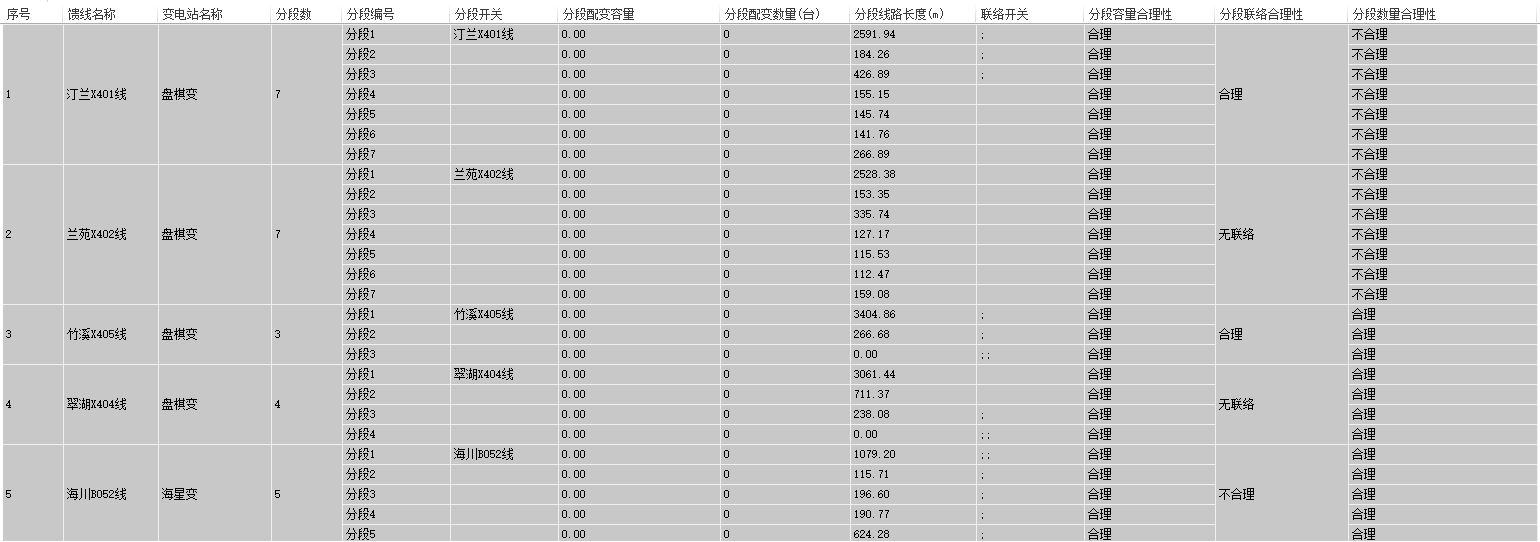 序号 馈线名称 变电站名称 分段数 分段编号 分段开关 分段配变容量 分段配变数量(台) 分段线路长度(m) 联络开关 分段容量合理性 分段联络合理性 分段数量合理性
分段1 汀兰X401线 0.00 0 2591.94 ; 合理 不合理
分段2 0.00 0 184.26 ; 合理 不合理
分段3 0.00 0 426.89 ; 合理 不合理
1 汀兰X401线 盘棋变 7 分段4 0.00 0 155.15 合理 合理 不合理
分段5 0.00 0 145.74 合理 不合理
分段6 0.00 0 141.76 合理 不合理
分段7 0.00 0 266.89 合理 不合理
分段1 兰苑X402线 0.00 0 2528.38 合理 不合理
分段2 0.00 0 153.35 合理 不合理
分段3 0.00 0 335.74 合理 不合理
2 兰苑X402线 盘棋变 7 分段4 0.00 0 127.17 合理 无联络 不合理
分段5 0.00 0 115.53 合理 不合理
分段6 0.00 0 112.47 合理 不合理
分段7 0.00 0 159.08 合理 不合理
分段1 竹溪X405线 0.00 0 3404.86 ; 合理 合理
3 竹溪X405线 盘棋变 3 分段2 0.00 0 266.68 ; 合理 合理 合理
分段3 0.00 0 0.00 ;; 合理 合理
分段1 翠湖X404线 0.00 0 3061.44 合理 合理
分段2 0.00 0 711.37 合理 合理
4 翠湖X404线 盘棋变 4 无联络
分段3 0.00 0 238.08 ; 合理 合理
分段4 0.00 0 0.00 ;; 合理 合理
分段1 海川B052线 0.00 0 1079.20 ;; 合理 合理
分段2 0.00 0 115.71 ; 合理 合理
5 海川B052线 海星变 5 分段3 0.00 0 196.60 ; 合理 不合理 合理
分段4 0.00 0 190.77 ; 合理 合理
分段5 0.00 0 624.28 ; 合理 合理